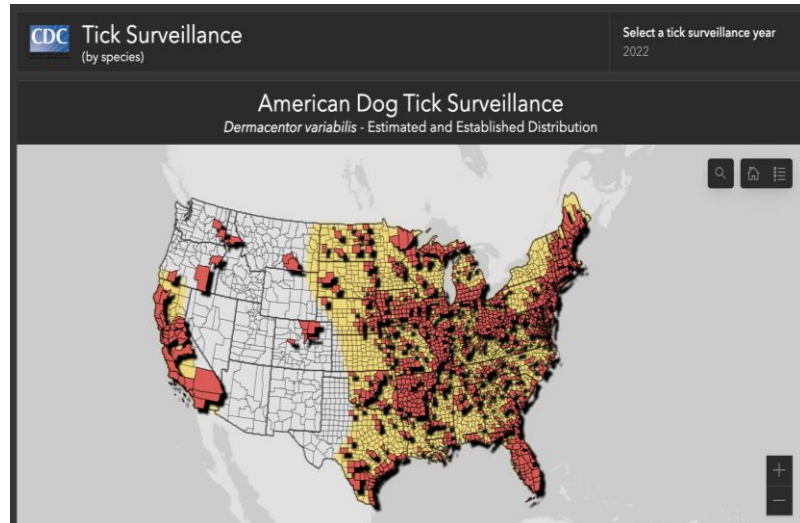 CDC
Tick Surveillance
(by species)
Select a tick surveillance year
2022
American Dog Tick Surveillance
Dermacentor variabilis - Estimated and Established Distribution
+
−